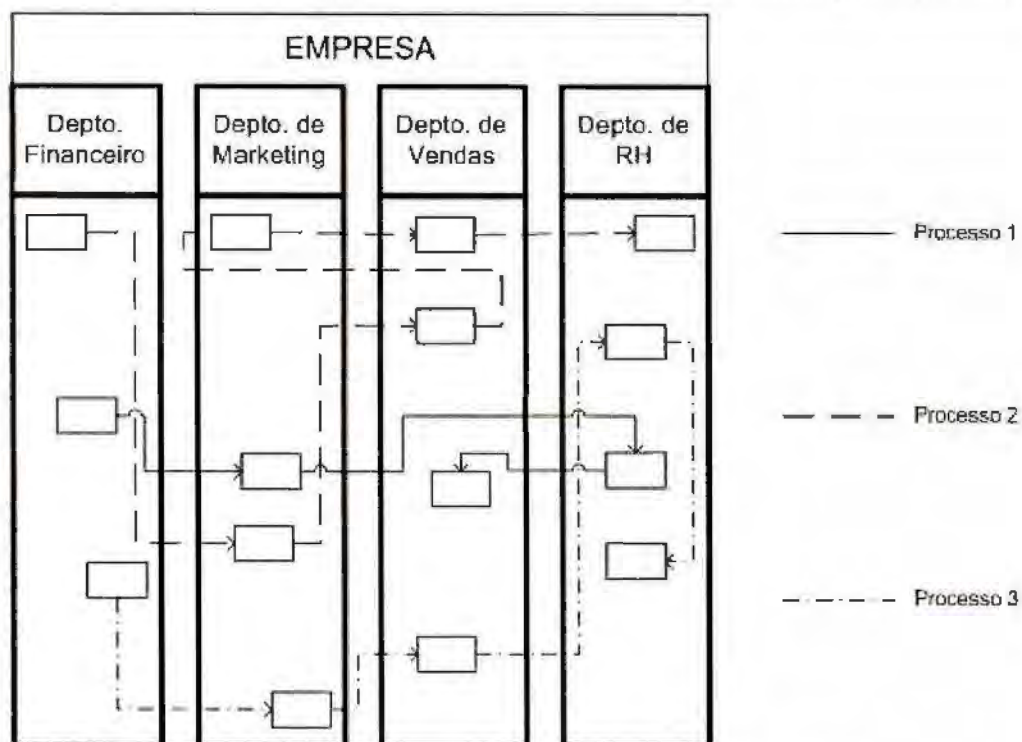 EMPRESA
Depto.
Financeiro
Depto. de
Marketing
Depto. de
Vendas
Depto. de
RH
Processo 1
Processo 2
Processo 3